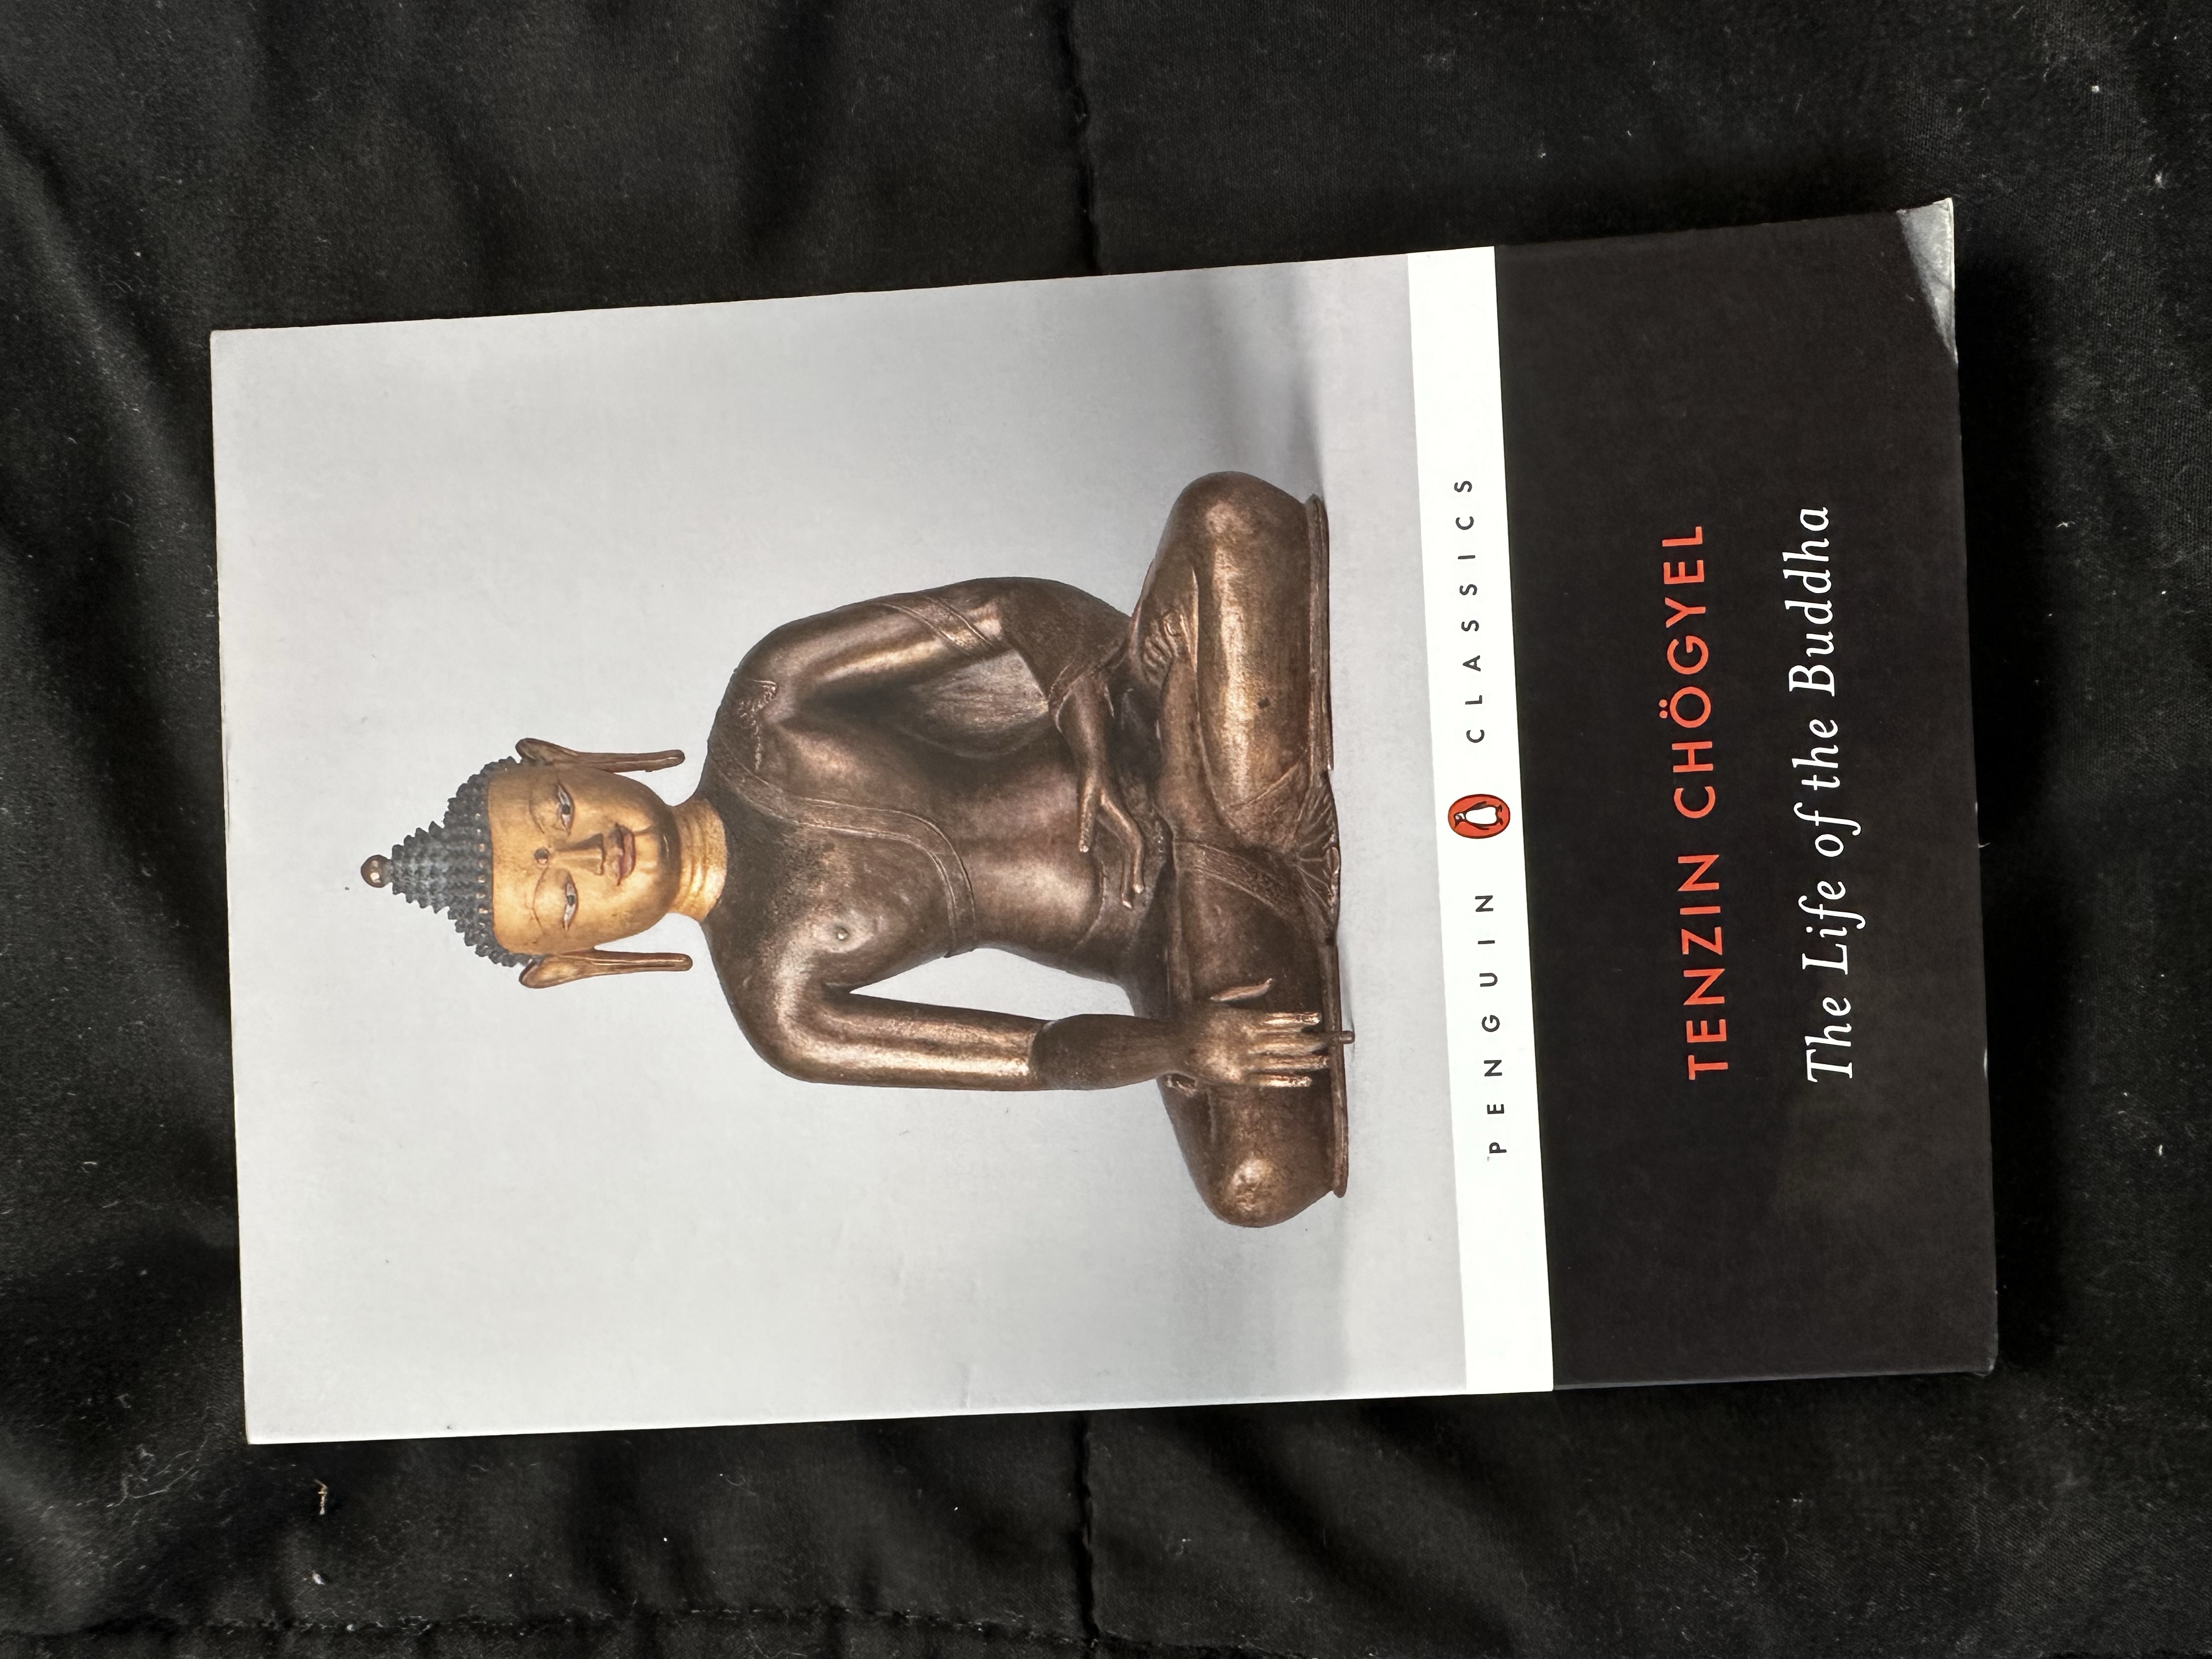 PENGUIN CLASSICS
TENZIN CHÖGYEL
The Life of the Buddha